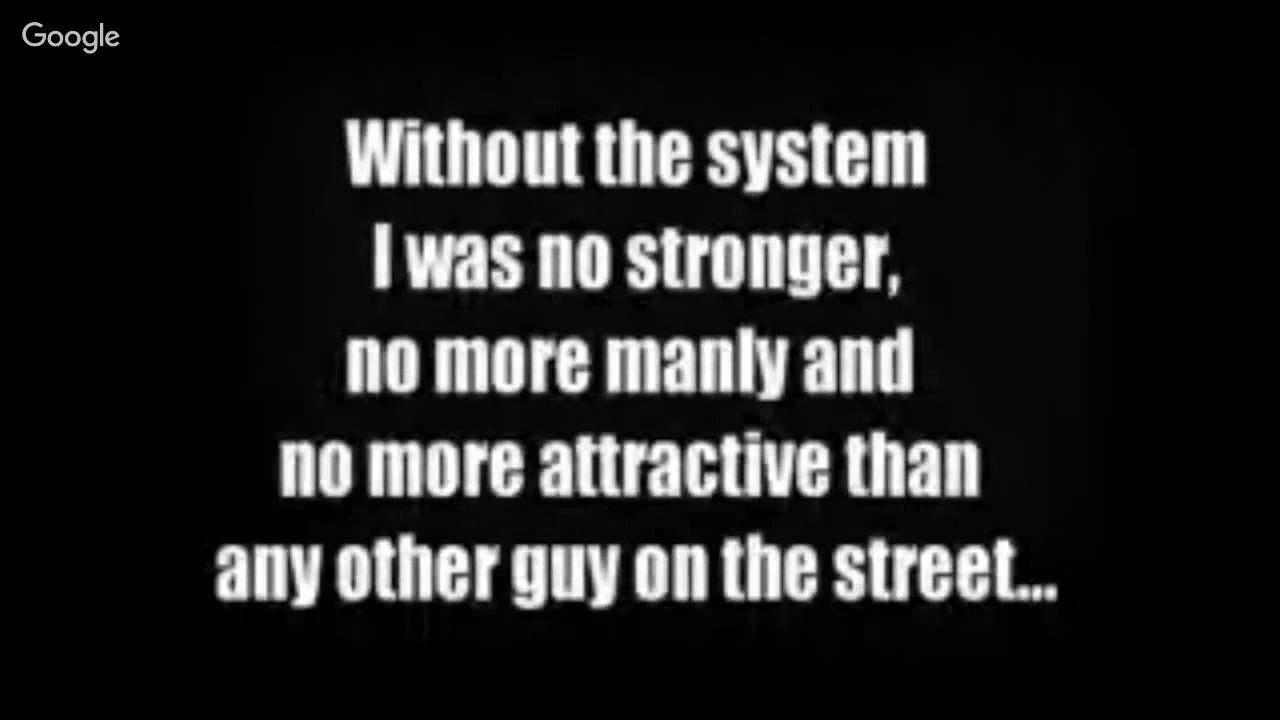 Google
Without the system
I was no stronger,
no more manly and
no more attractive than
any other guy on the street...